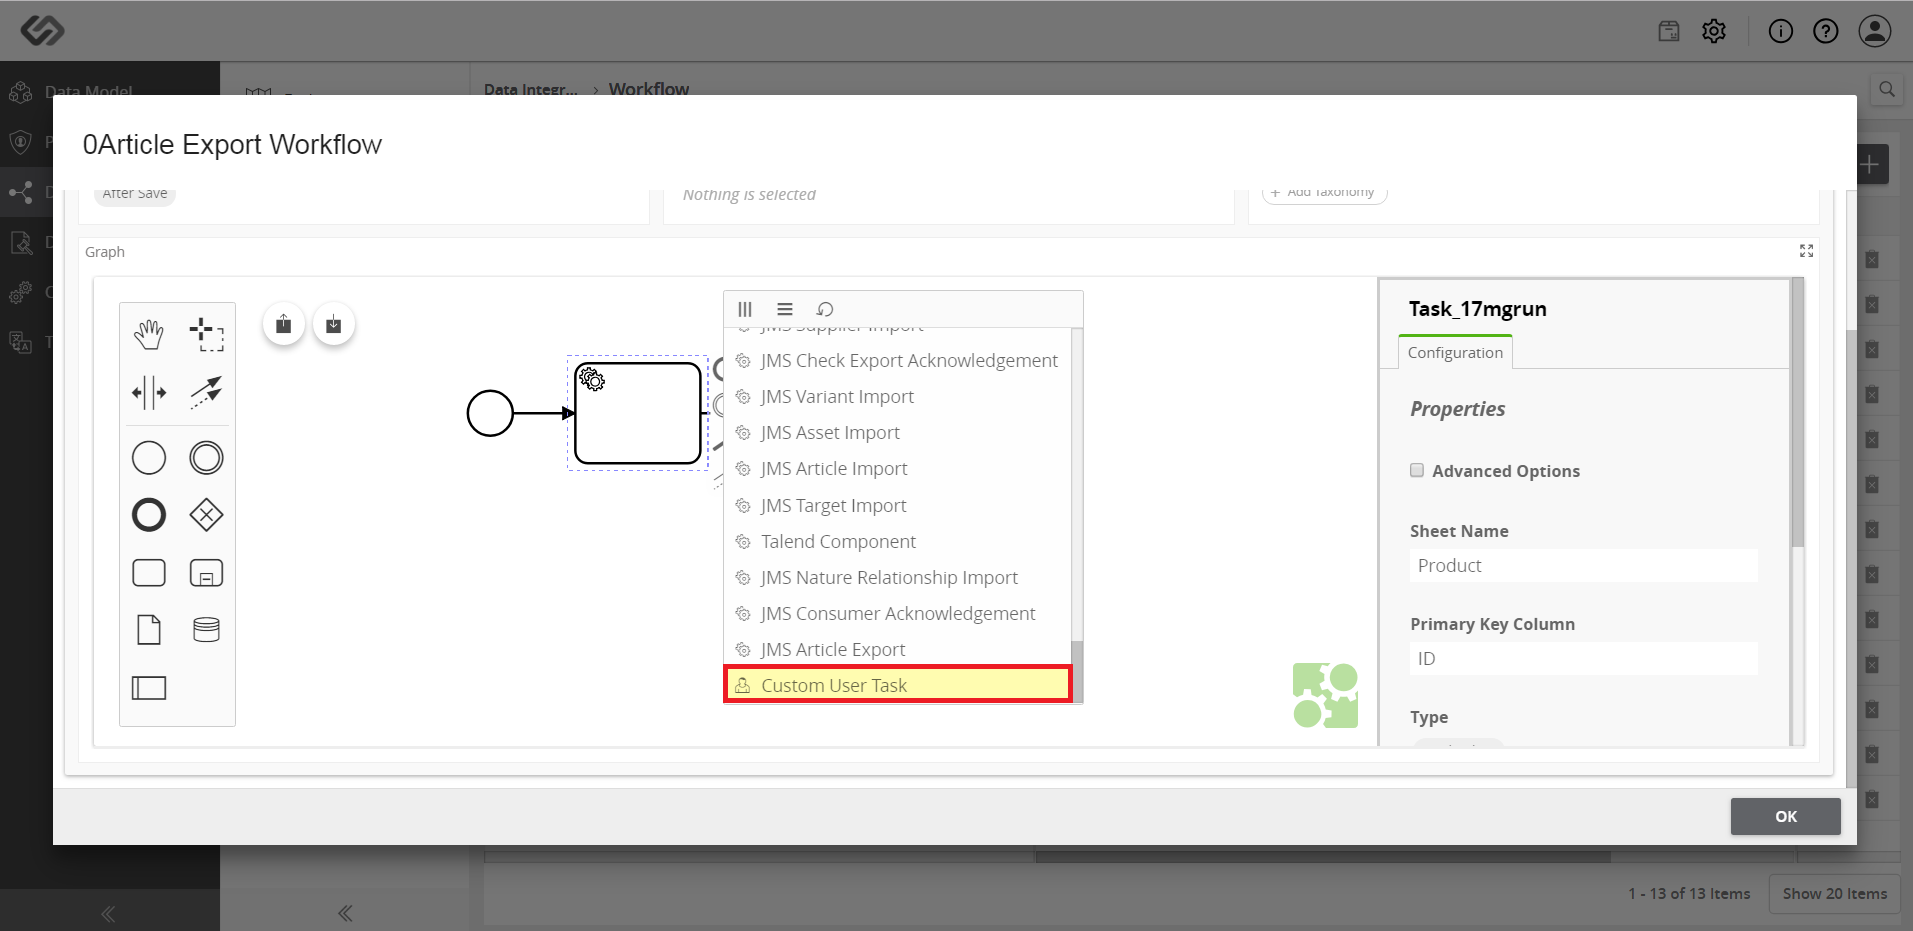 Data Model
Data Integr... › Workflow
0Article Export Workflow
After Save
Nothing is selected
+ Add Taxonomy
Graph
JMS Supplier Import
JMS Check Export Acknowledgement
JMS Variant Import
JMS Asset Import
JMS Article Import
JMS Target Import
Talend Component
JMS Nature Relationship Import
JMS Consumer Acknowledgement
JMS Article Export
Custom User Task
Task_17mgrun
Configuration
Properties
Advanced Options
Sheet Name
Product
Primary Key Column
ID
Type
OK
1 - 13 of 13 Items
Show 20 Items